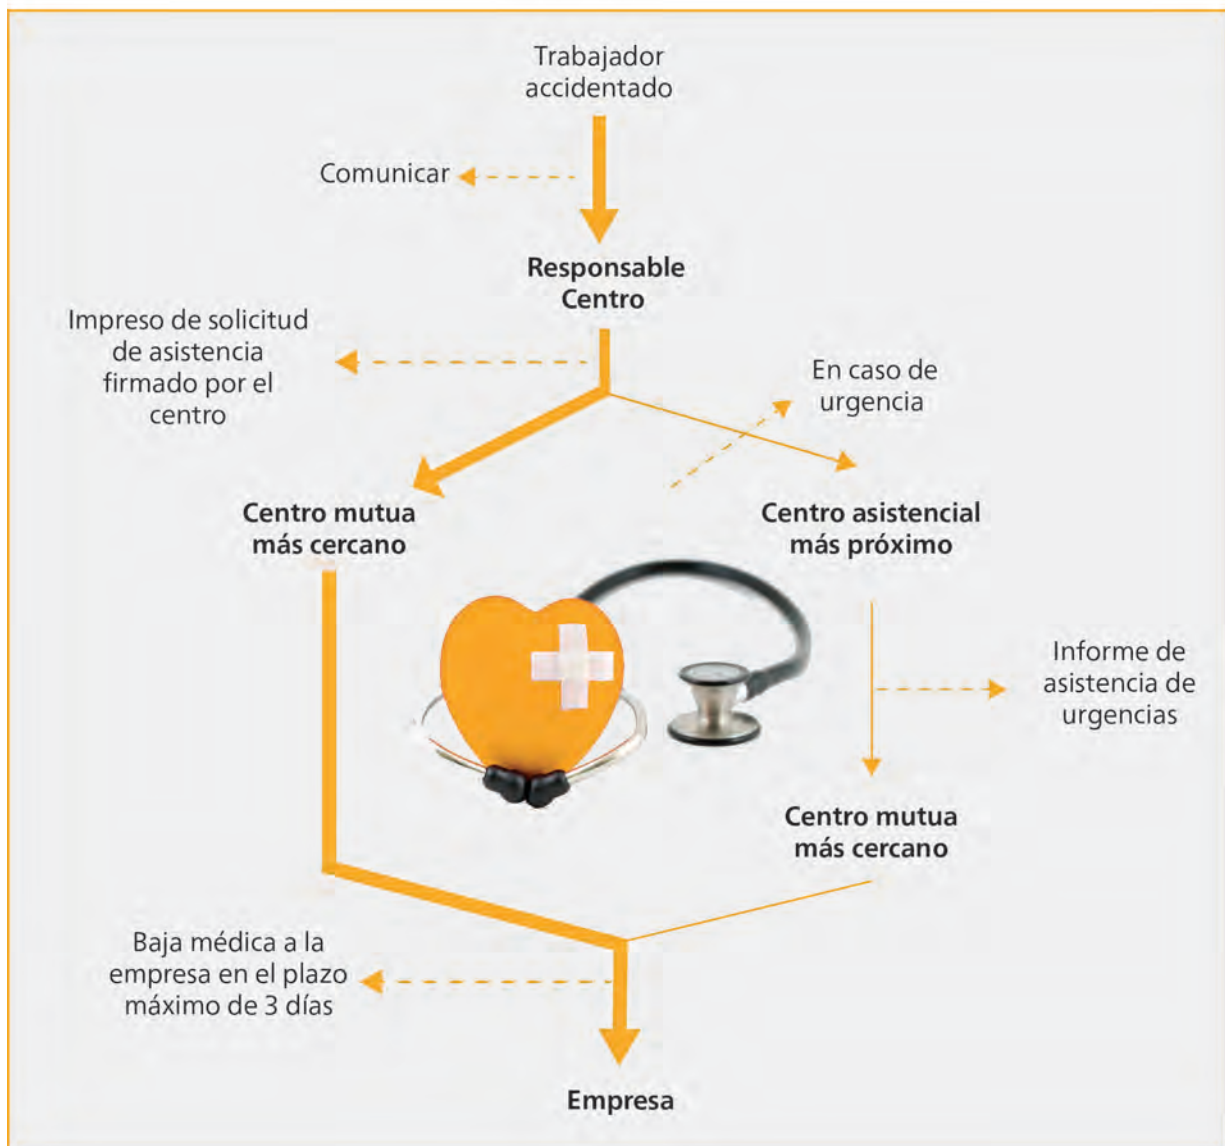 Trabajador
accidentado
Comunicar
Responsable
Centro
Impreso de solicitud
de asistencia
firmado por el
centro
En caso de
urgencia
Centro mutua
más cercano
Centro asistencial
más próximo
Informe de
asistencia de
urgencias
Centro mutua
más cercano
Baja médica a la
empresa en el plazo
máximo de 3 días
Empresa